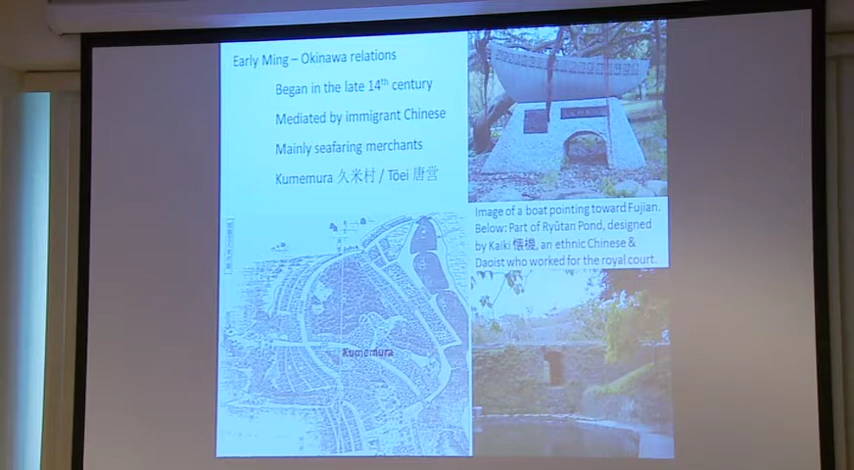 Early Ming – Okinawa relations
Began in the late 14th century
Mediated by immigrant Chinese
Mainly seafaring merchants
Kumemura 久米村 / Tōei 唐営
Image of a boat pointing toward Fujian.
Below: Part of Ryūtan Pond, designed
by Kaiki 懐機, an ethnic Chinese &
Daoist who worked for the royal court.
Kumemura